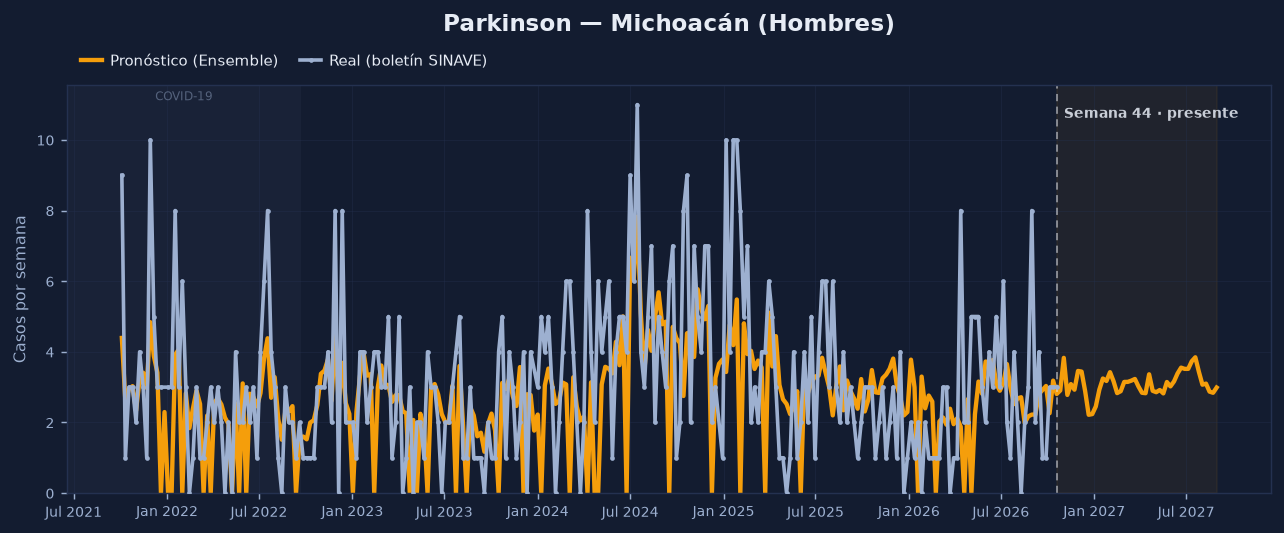 Parkinson — Michoacán (Hombres)
Pronóstico (Ensemble)
Real (boletín SINAVE)
COVID-19
Semana 44 · presente
Casos por semana
10
8
6
4
2
0
Jul 2021
Jan 2022
Jul 2022
Jan 2023
Jul 2023
Jan 2024
Jul 2024
Jan 2025
Jul 2025
Jan 2026
Jul 2026
Jan 2027
Jul 2027